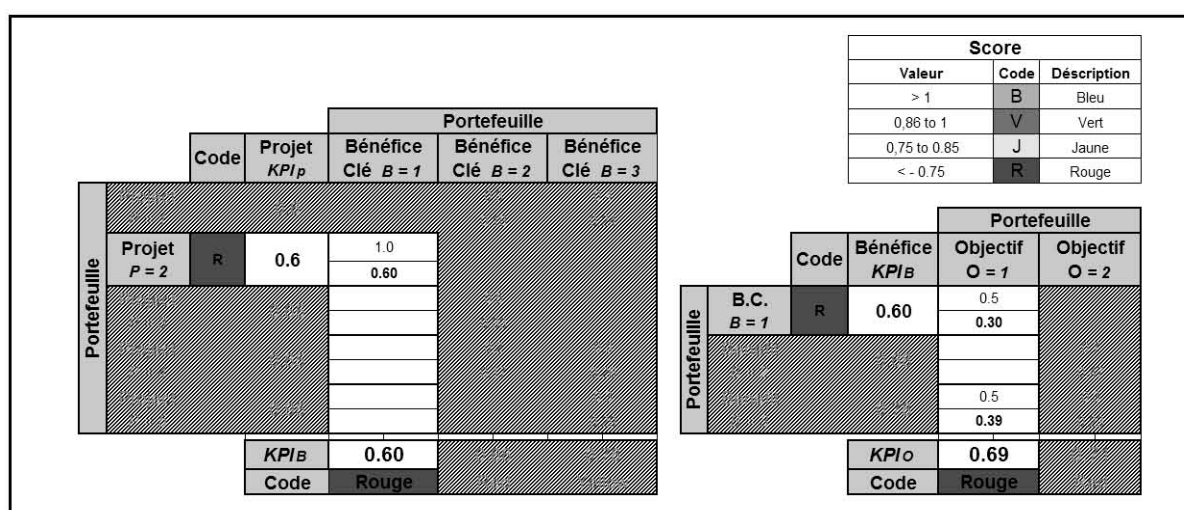 Score
Valeur Code Déscription
> 1 B Bleu
0,86 to 1 V Vert
0,75 to 0.85 J Jaune
< - 0.75 R Rouge
Portefeuille
Code Projet KPIP Bénéfice Clé B = 1 Bénéfice Clé B = 2 Bénéfice Clé B = 3
Portefeuille
Projet P = 2 R 0.6 1.0
0.60
KPIB 0.60
Code Rouge
Portefeuille
Code Bénéfice KPIB Objectif O = 1 Objectif O = 2
Portefeuille
B.C. B = 1 R 0.60 0.5
0.30
0.5
0.39
KPIO 0.69
Code Rouge